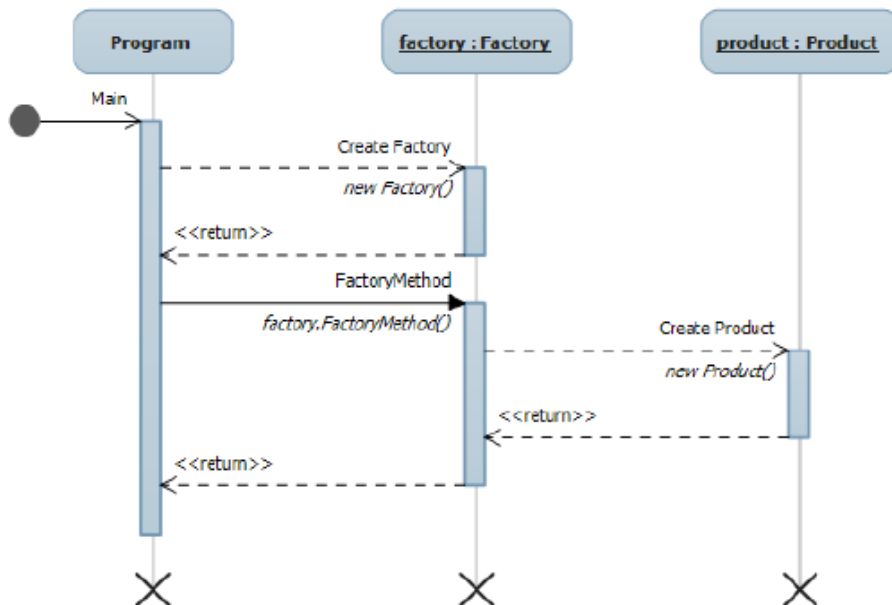 Program
factory : Factory
product : Product
Main
Create Factory
new Factory()
<<return>>
FactoryMethod
factory.FactoryMethod()
Create Product
new Product()
<<return>>
<<return>>